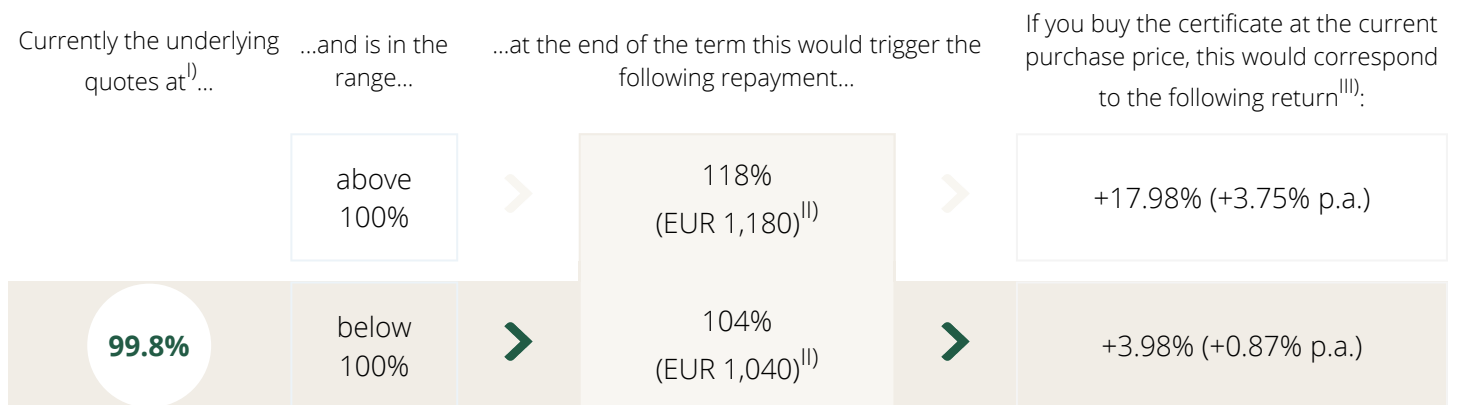 Currently the underlying
quotes at^I)...
...and is in the
range...
...at the end of the term this would trigger the
following repayment...
If you buy the certificate at the current
purchase price, this would correspond
to the following return^III):
above
100%
118%
(EUR 1,180)^II)
+17.98% (+3.75% p.a.)
99.8%
below
100%
104%
(EUR 1,040)^II)
+3.98% (+0.87% p.a.)